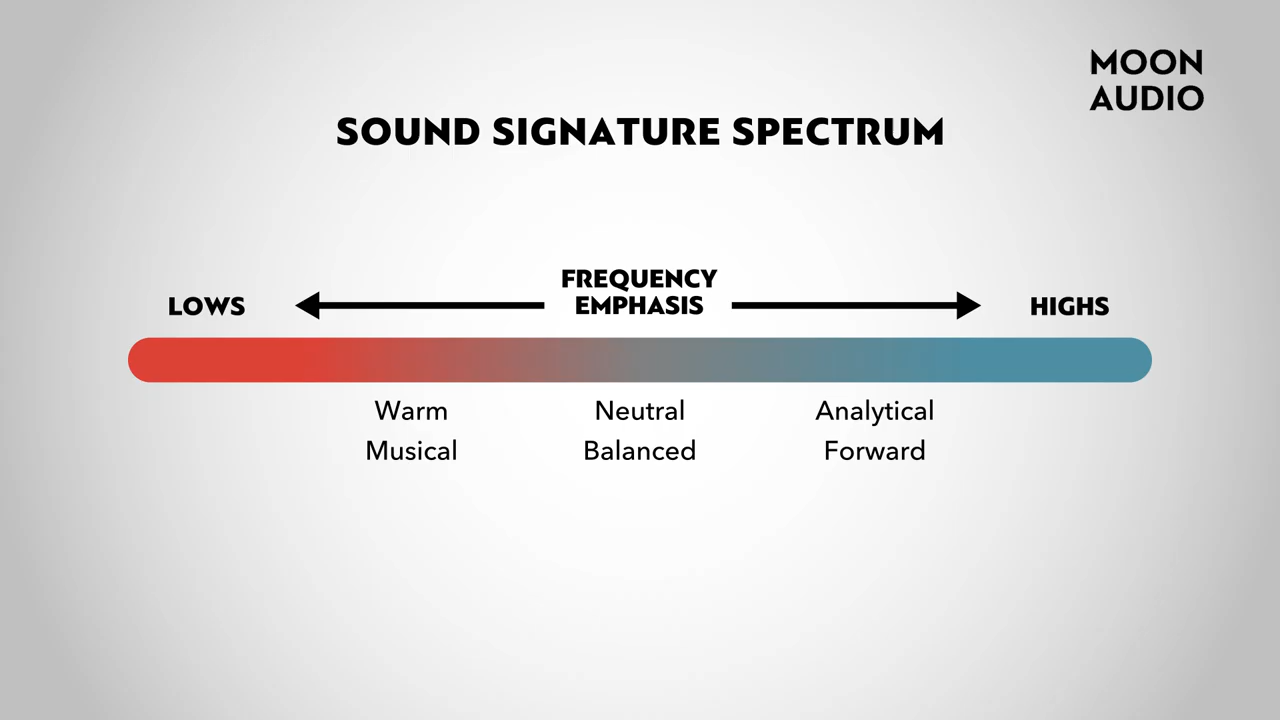 MOON
AUDIO
SOUND SIGNATURE SPECTRUM
FREQUENCY
EMPHASIS
LOWS
HIGHS
Warm
Neutral
Analytical
Musical
Balanced
Forward